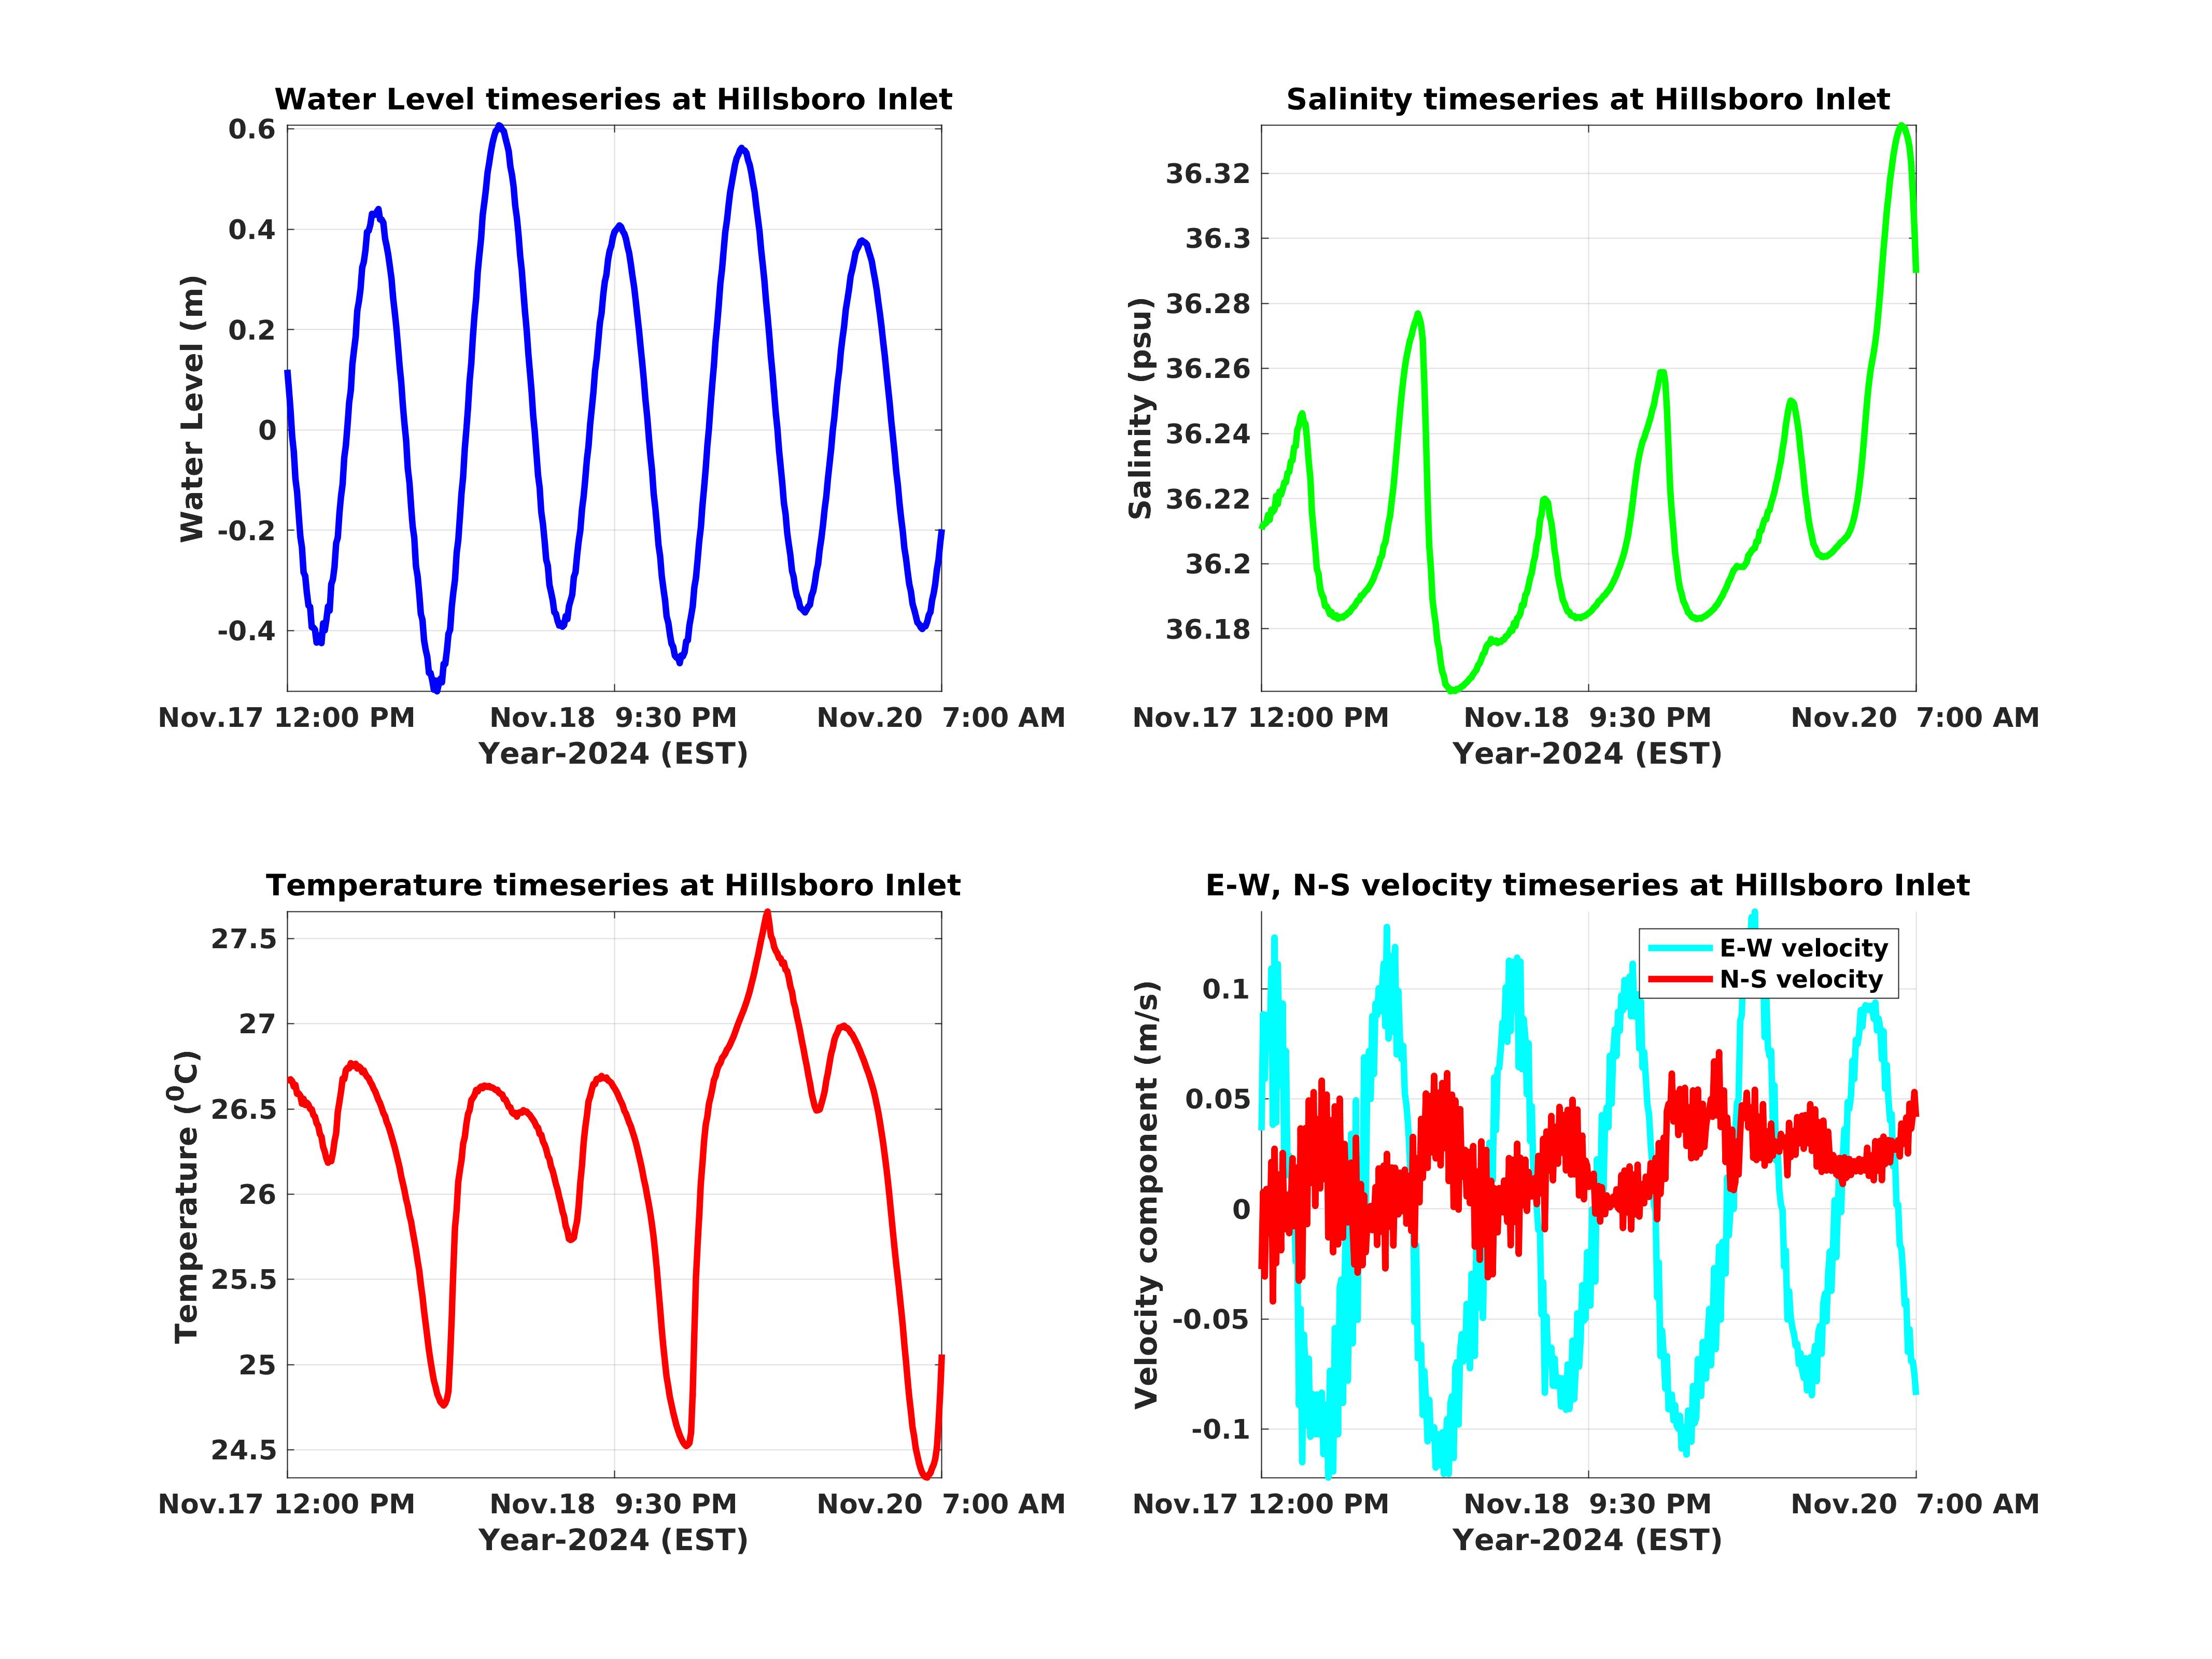 Water Level timeseries at Hillsboro Inlet
0.6
0.4
0.2
0
-0.2
-0.4
Water Level (m)
Nov.17 12:00 PM
Nov.18 9:30 PM
Nov.20 7:00 AM
Year-2024 (EST)
Salinity timeseries at Hillsboro Inlet
36.32
36.3
36.28
36.26
36.24
36.22
36.2
36.18
Salinity (psu)
Nov.17 12:00 PM
Nov.18 9:30 PM
Nov.20 7:00 AM
Year-2024 (EST)
Temperature timeseries at Hillsboro Inlet
27.5
27
26.5
26
25.5
25
24.5
Temperature (⁰C)
Nov.17 12:00 PM
Nov.18 9:30 PM
Nov.20 7:00 AM
Year-2024 (EST)
E-W, N-S velocity timeseries at Hillsboro Inlet
E-W velocity
N-S velocity
0.1
0.05
0
-0.05
-0.1
Velocity component (m/s)
Nov.17 12:00 PM
Nov.18 9:30 PM
Nov.20 7:00 AM
Year-2024 (EST)